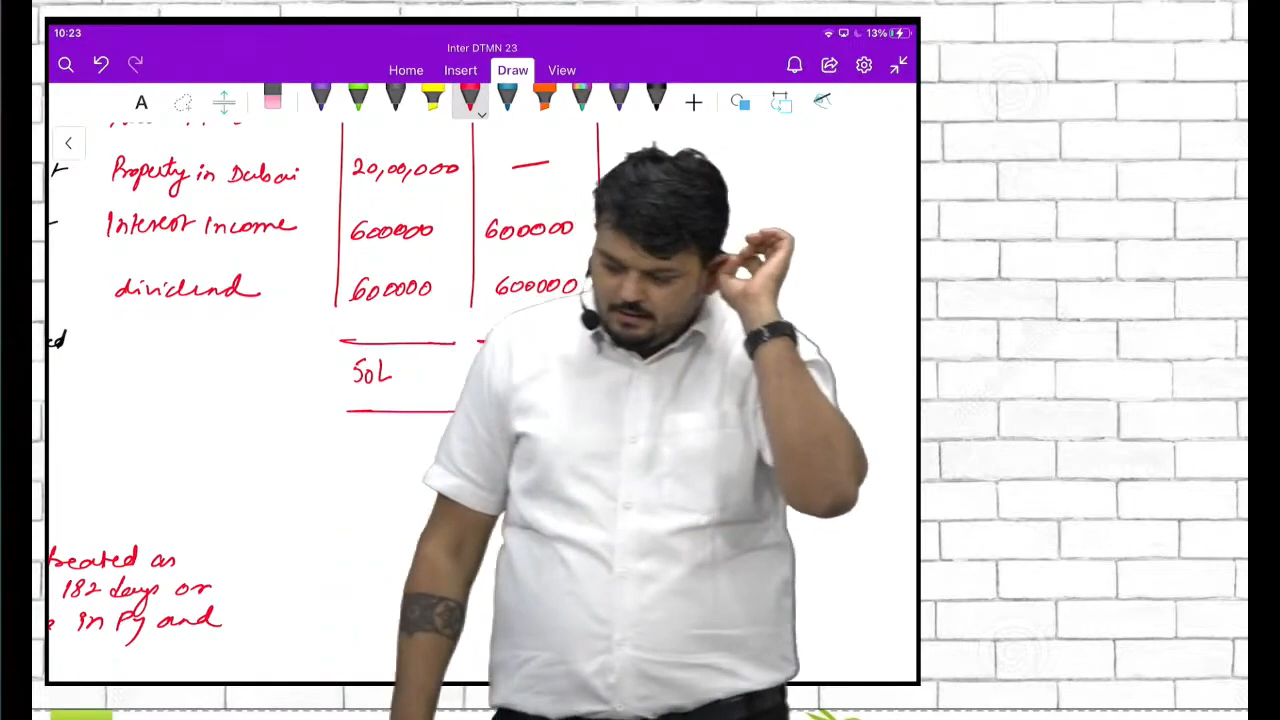 10:23
13%
Inter DTMN 23
Home Insert Draw View
A
Property in Dubai 20,00,000 —
Interest Income 600000 600000
dividend 600000 600000
ed
50L
treated as
182 days or
in Py and